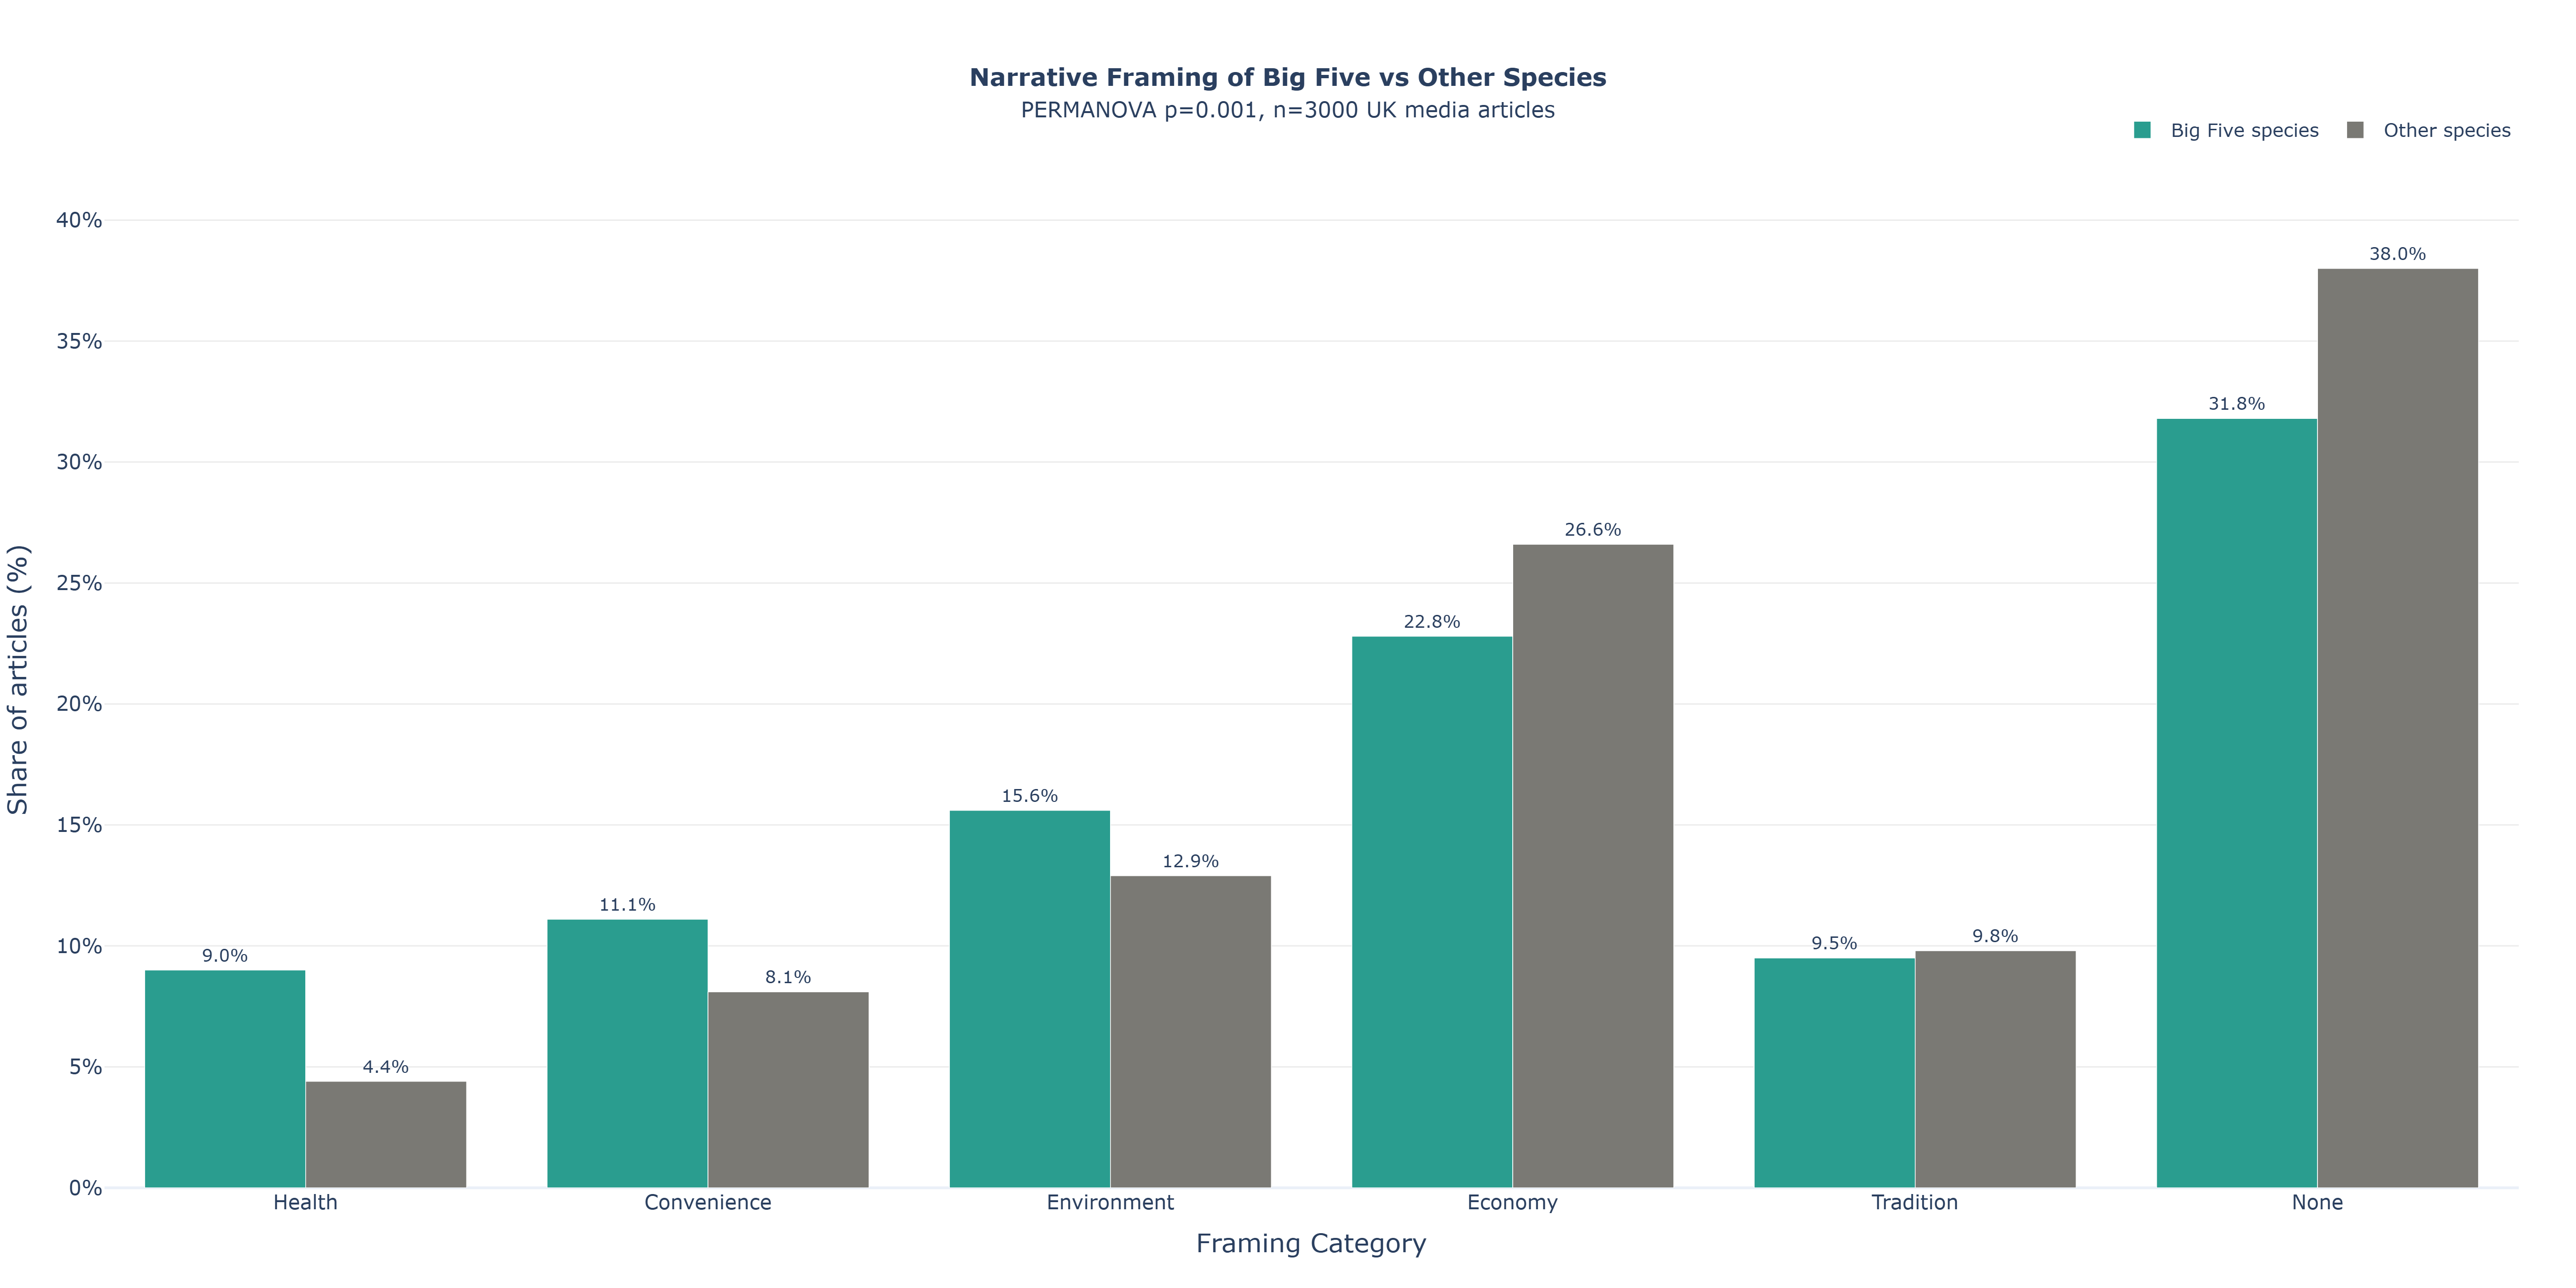 Narrative Framing of Big Five vs Other Species
PERMANOVA p=0.001, n=3000 UK media articles
Big Five species
Other species
Share of articles (%)
40%
35%
30%
25%
20%
15%
10%
5%
0%
9.0%
4.4%
11.1%
8.1%
15.6%
12.9%
22.8%
26.6%
9.5%
9.8%
31.8%
38.0%
Health
Convenience
Environment
Economy
Tradition
None
Framing Category